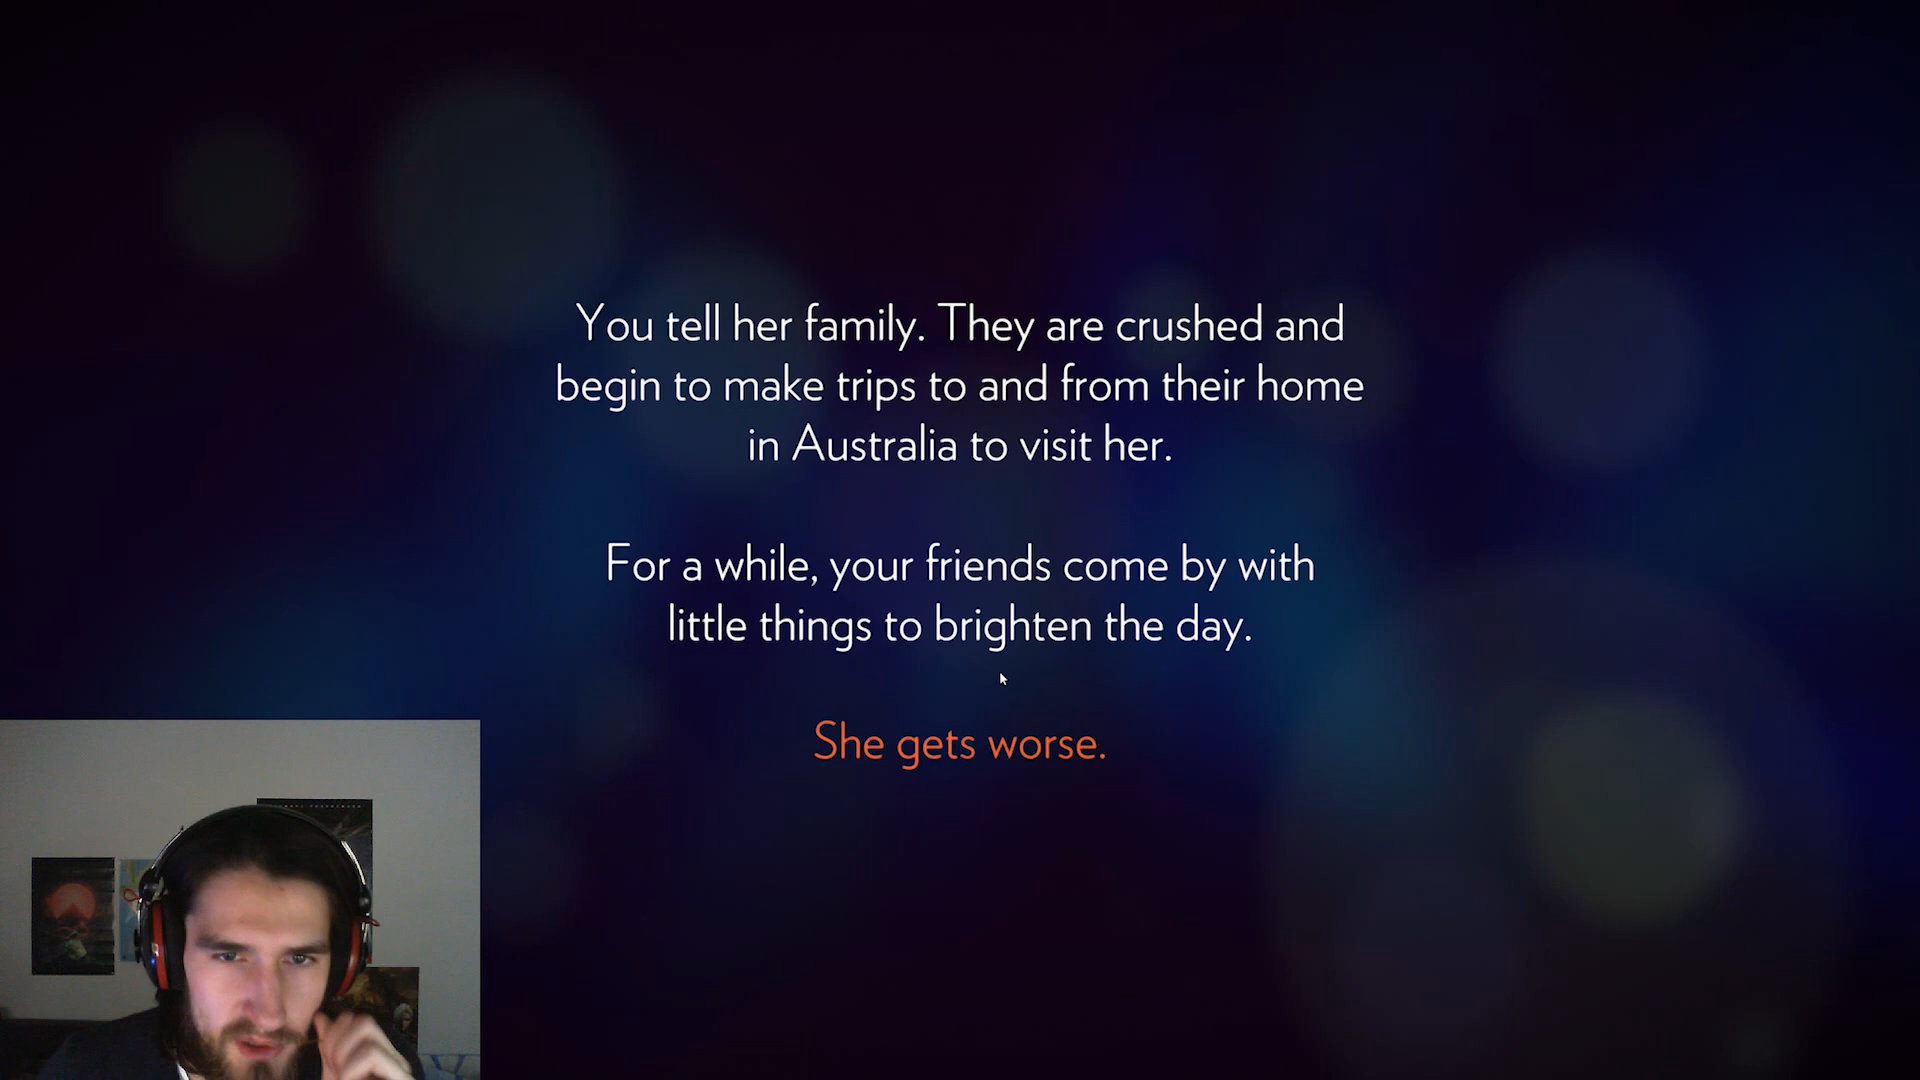 You tell her family. They are crushed and
begin to make trips to and from their home
in Australia to visit her.
For a while, your friends come by with
little things to brighten the day.
She gets worse.